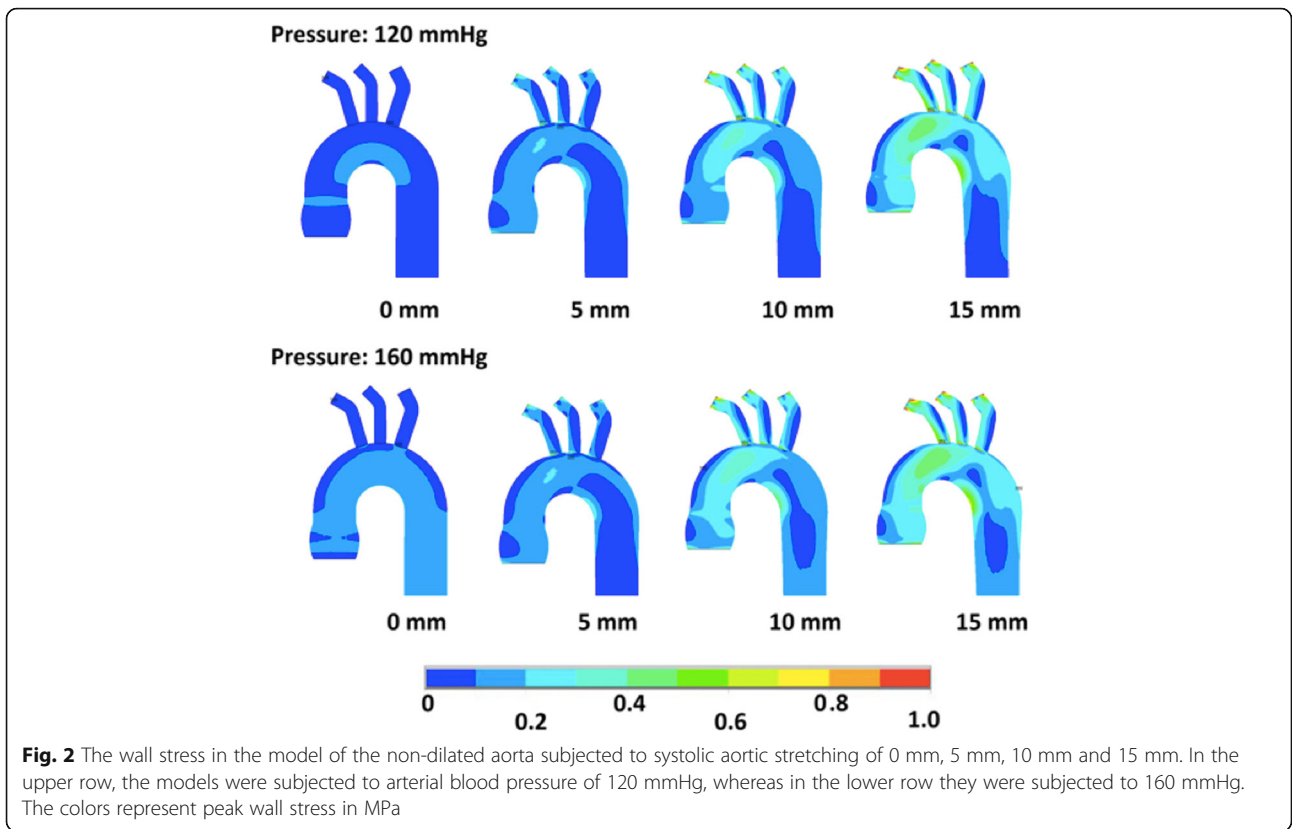 Pressure: 120 mmHg
0 mm 5 mm 10 mm 15 mm
Pressure: 160 mmHg
0 mm 5 mm 10 mm 15 mm
0 0.2 0.4 0.6 0.8 1.0
Fig. 2 The wall stress in the model of the non-dilated aorta subjected to systolic aortic stretching of 0 mm, 5 mm, 10 mm and 15 mm. In the
upper row, the models were subjected to arterial blood pressure of 120 mmHg, whereas in the lower row they were subjected to 160 mmHg.
The colors represent peak wall stress in MPa